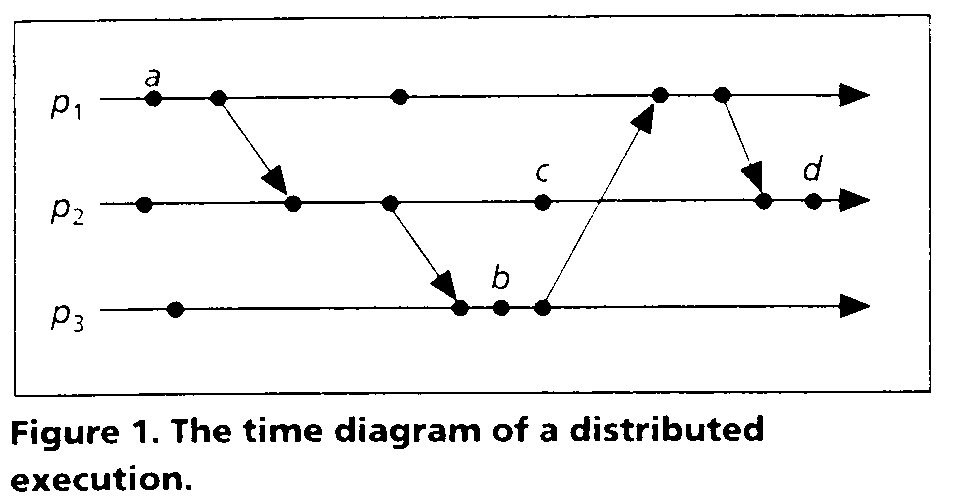 a
p₁
c
d
p₂
b
p₃
Figure 1. The time diagram of a distributed
execution.